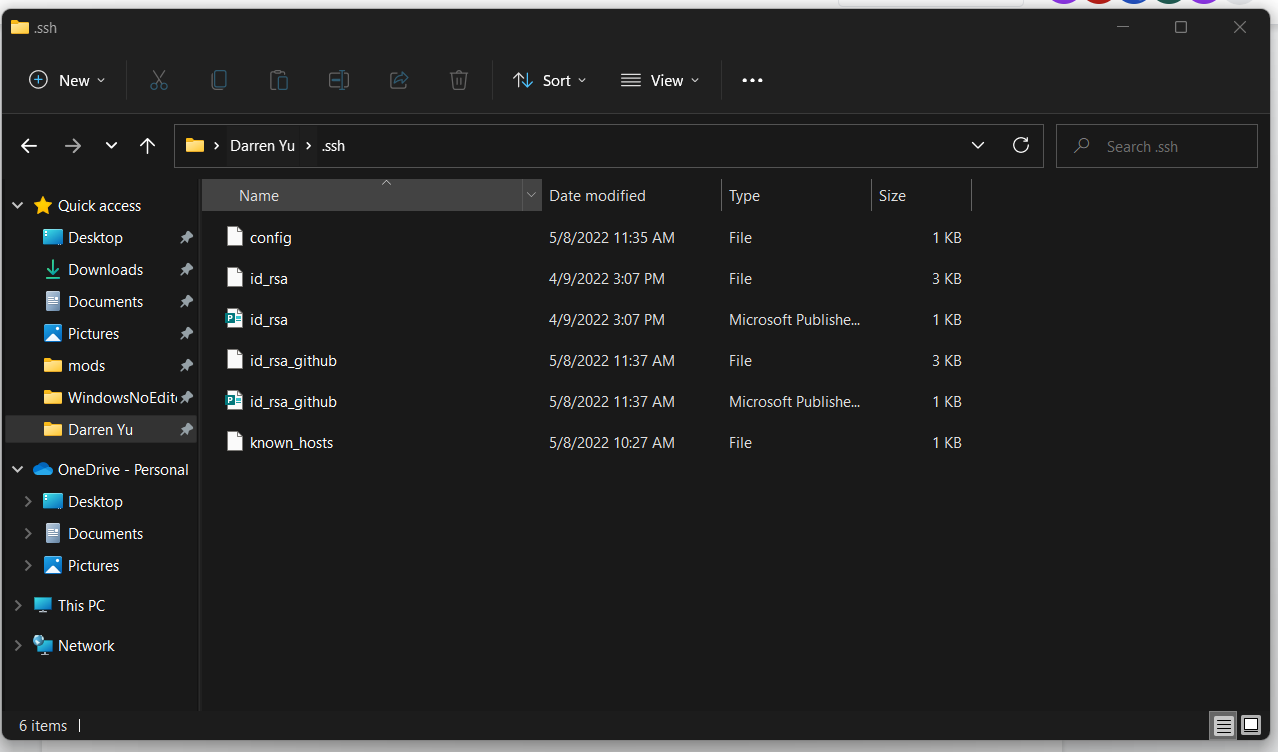 .ssh
New
Sort
View
Darren Yu > .ssh
Search .ssh
Name Date modified Type Size
Quick access
Desktop
Downloads
Documents
Pictures
mods
WindowsNoEdit
Darren Yu
OneDrive - Personal
Desktop
Documents
Pictures
This PC
Network
config 5/8/2022 11:35 AM File 1 KB
id_rsa 4/9/2022 3:07 PM File 3 KB
id_rsa 4/9/2022 3:07 PM Microsoft Publishe... 1 KB
id_rsa_github 5/8/2022 11:37 AM File 3 KB
id_rsa_github 5/8/2022 11:37 AM Microsoft Publishe... 1 KB
known_hosts 5/8/2022 10:27 AM File 1 KB
6 items